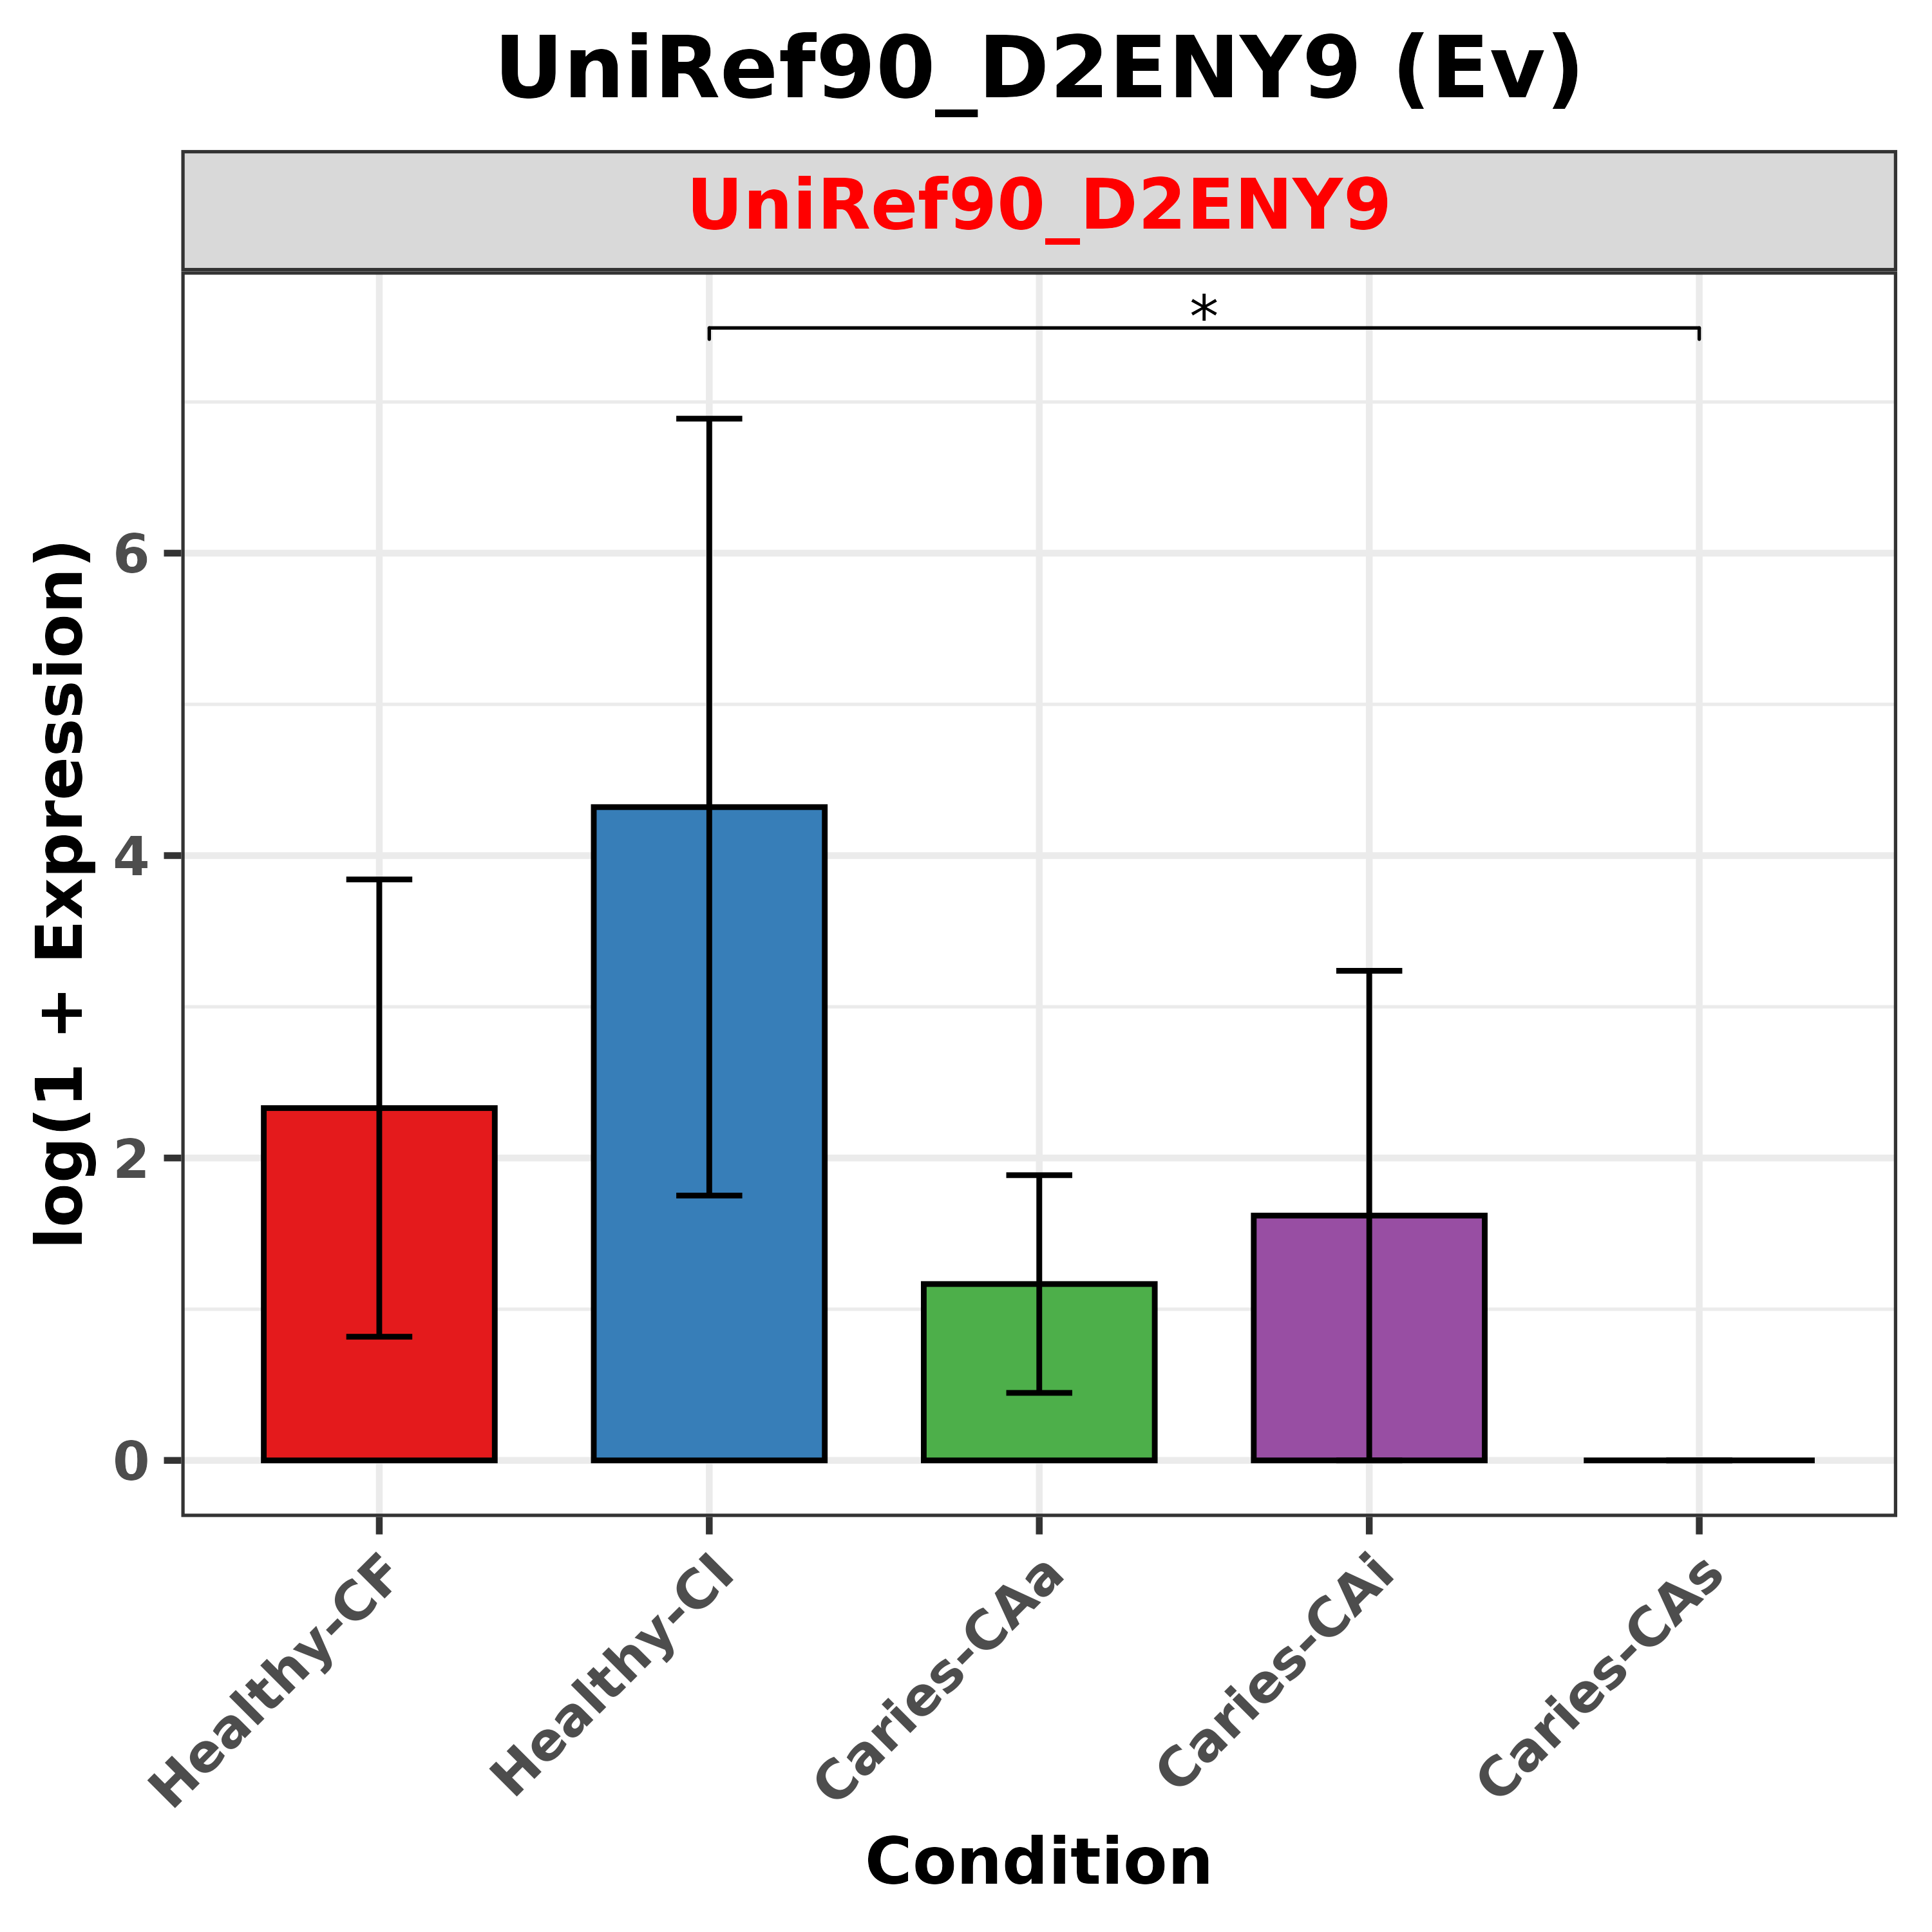 UniRef90_D2ENY9 (Ev)
UniRef90_D2ENY9
*
log(1 + Expression)
6
4
2
0
Healthy-CF
Healthy-CI
Caries-CAa
Caries-CAi
Caries-CAs
Condition